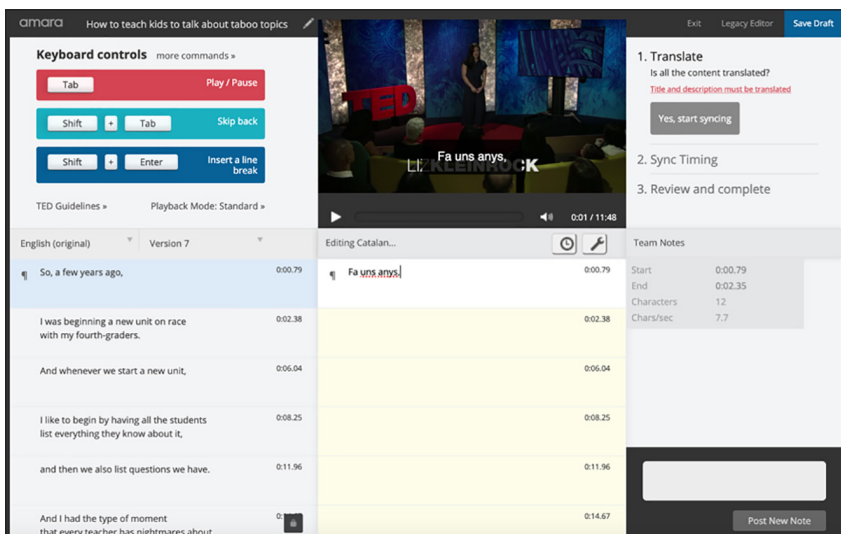 amara
How to teach kids to talk about taboo topics
Exit Legacy Editor Save Draft
Keyboard controls more commands »
Tab Play / Pause
Shift + Tab Skip back
Shift + Enter Insert a line
break
TED Guidelines » Playback Mode: Standard »
TED
Fa uns anys,
LIZ KLEINROCK
0:01 / 11:48
1. Translate
Is all the content translated?
Title and description must be translated
Yes, start syncing
2. Sync Timing
3. Review and complete
English (original) Version 7
Editing Catalan...
Team Notes
¶ So, a few years ago, 0:00.79
¶ Fa uns anys, 0:00.79
I was beginning a new unit on race 0:02.38
with my fourth-graders.
0:02.38
And whenever we start a new unit, 0:06.04
0:06.04
I like to begin by having all the students 0:08.25
list everything they know about it,
0:08.25
and then we also list questions we have. 0:11.96
0:11.96
And I had the type of moment
that every teacher has nightmares about.
0:14.67
Start 0:00.79
End 0:02.35
Characters 12
Chars/sec 7.7
Post New Note